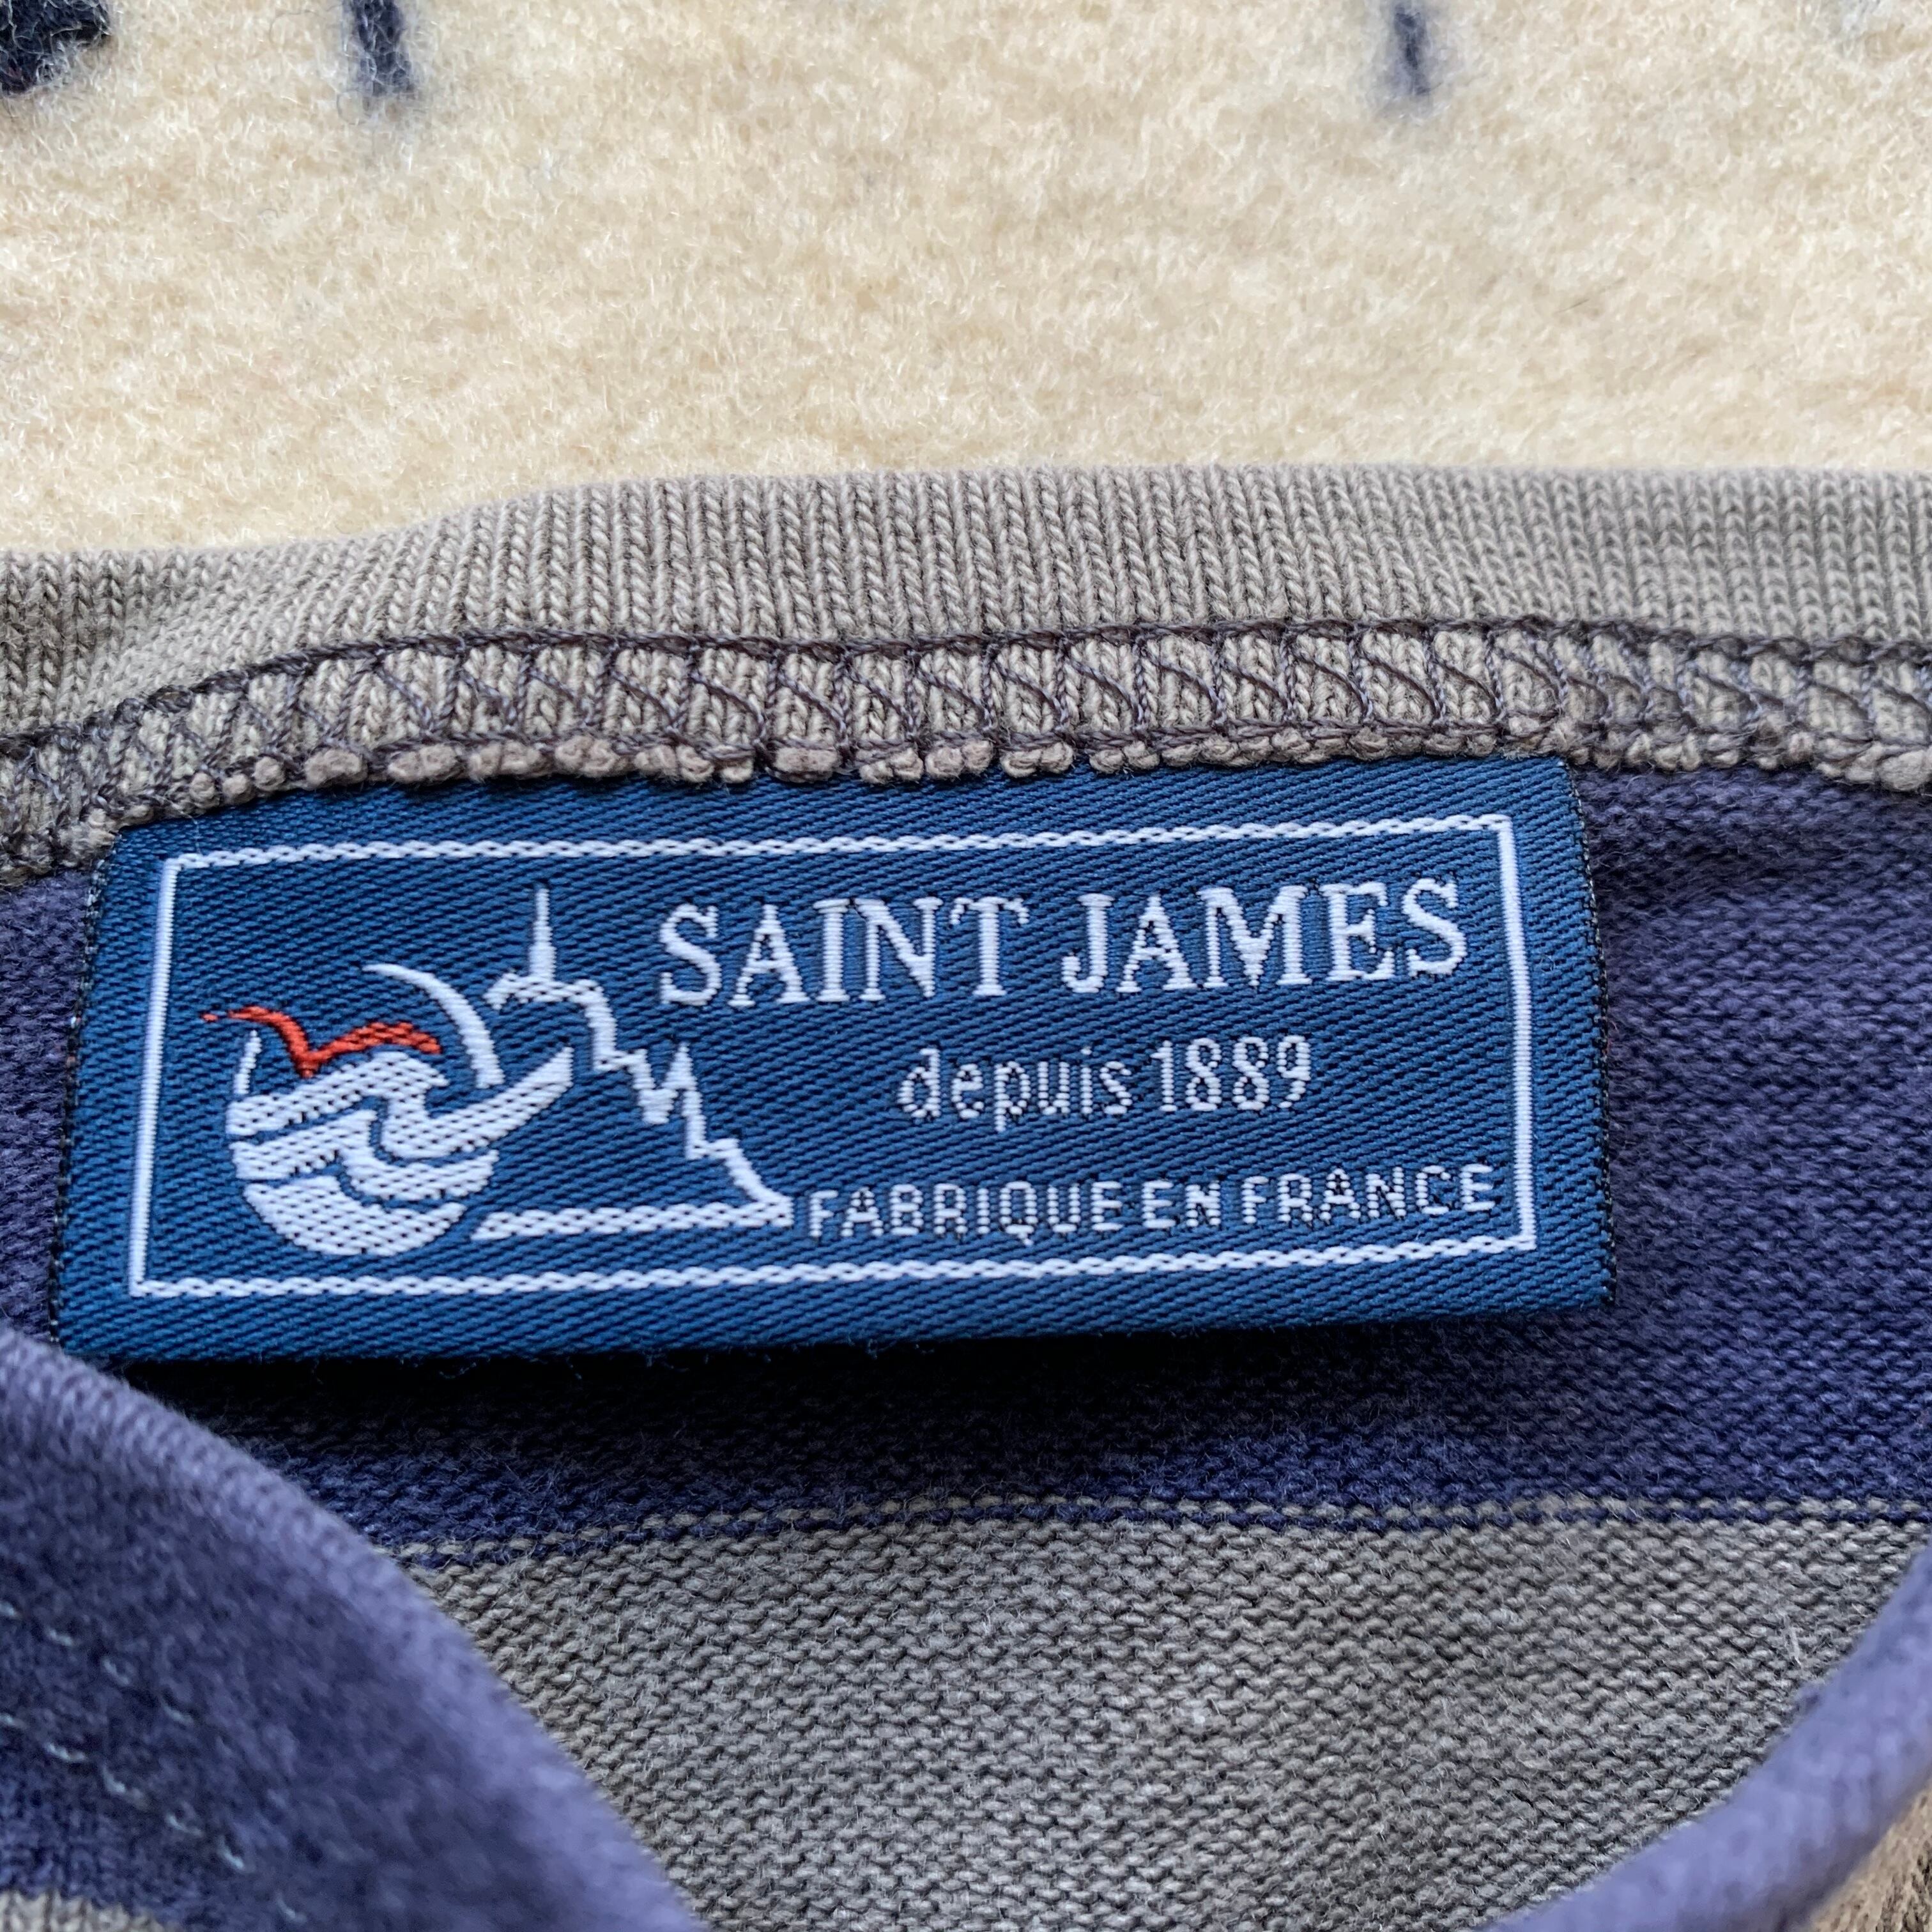 SAINT JAMES
depuis 1889
FABRIQUE EN FRANCE